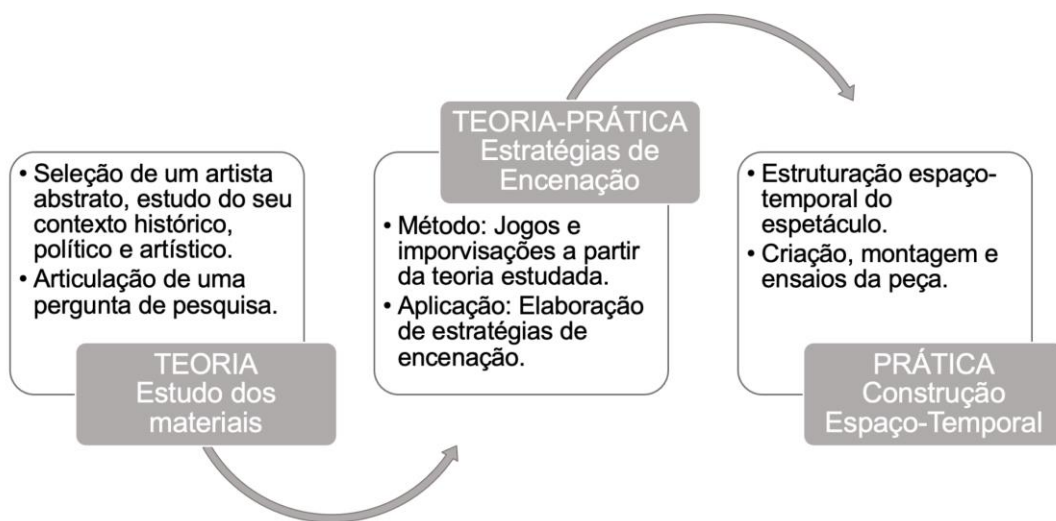 • Seleção de um artista
abstrato, estudo do seu
contexto histórico,
político e artístico.
• Articulação de uma
pergunta de pesquisa.
TEORIA
Estudo dos
materiais
TEORIA-PRÁTICA
Estratégias de
Encenação
• Método: Jogos e
imporvisações a partir
da teoria estudada.
• Aplicação: Elaboração
de estratégias de
encenação.
• Estruturação espaço-
temporal do
espetáculo.
• Criação, montagem e
ensaios da peça.
PRÁTICA
Construção
Espaço-Temporal